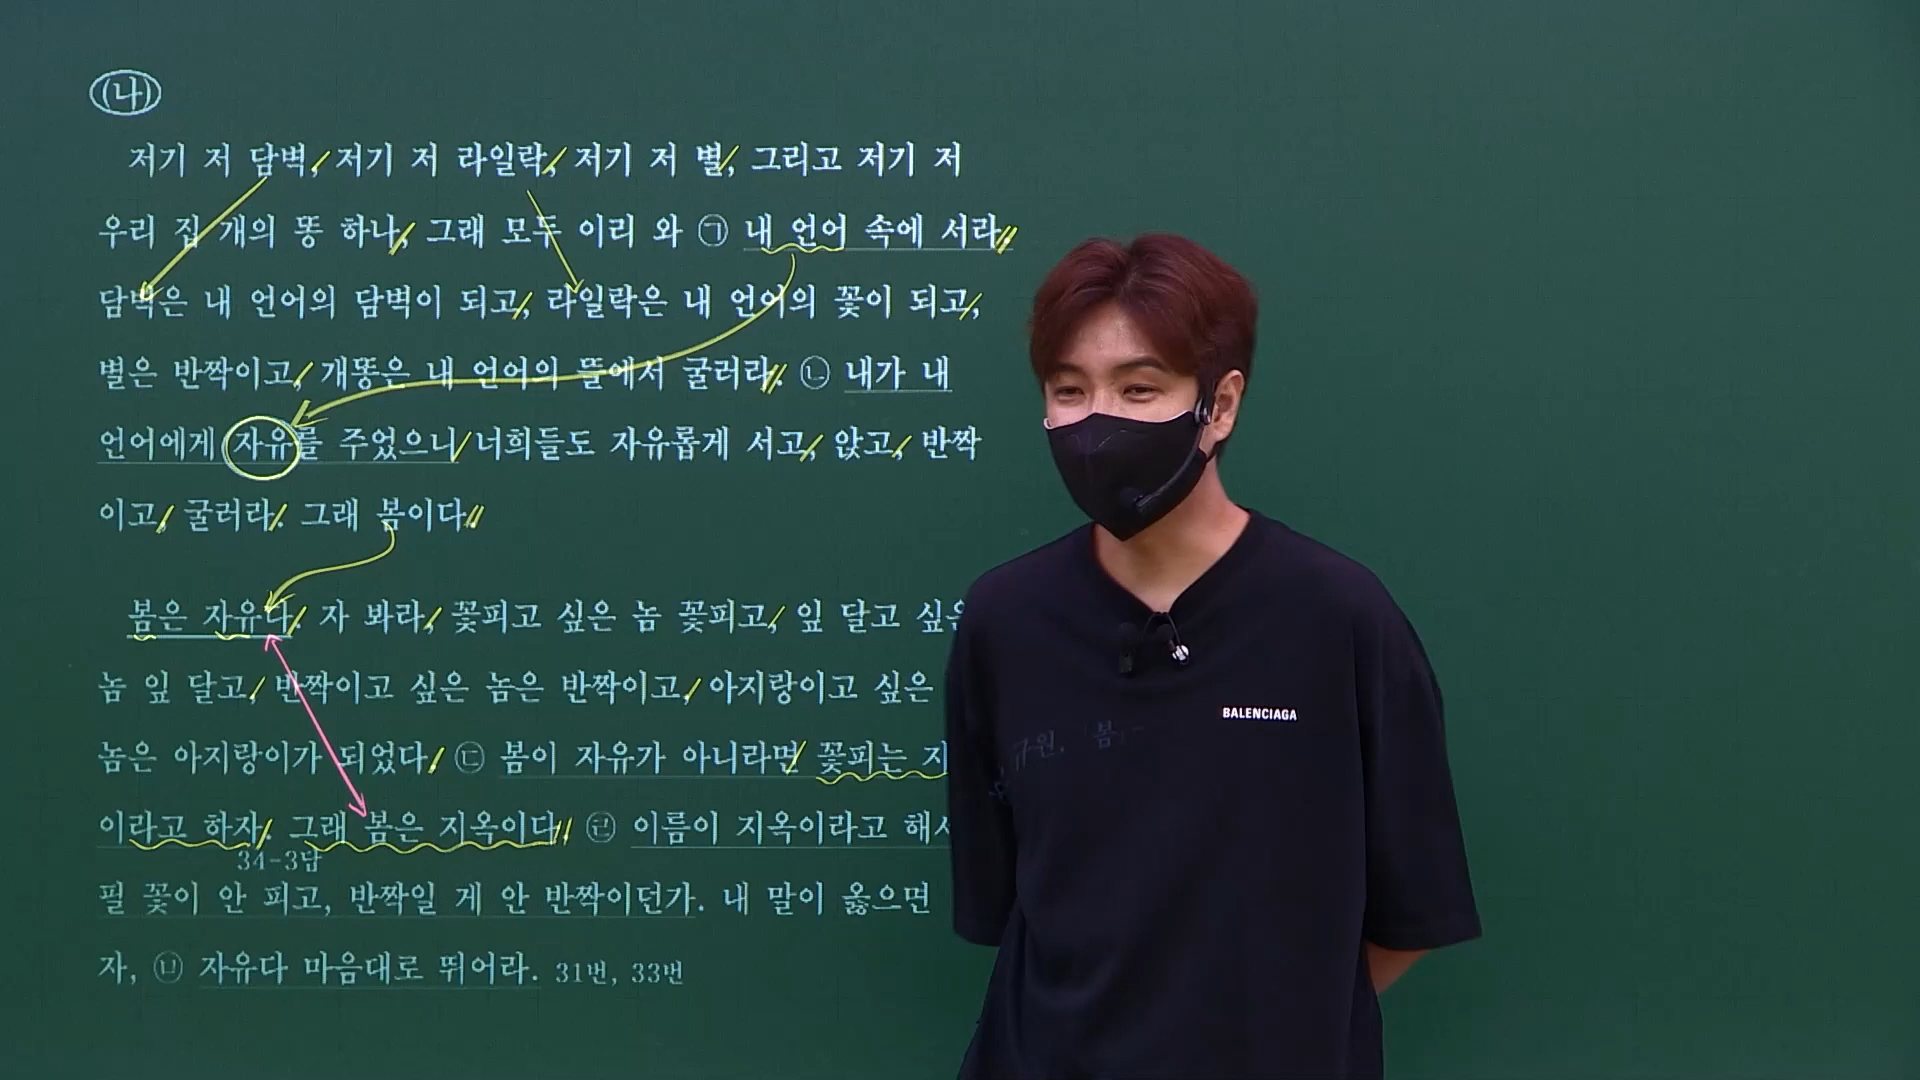 (나)
저기 저 담벽, 저기 저 라일락, 저기 저 별, 그리고 저기 저
우리 집 개의 똥 하나, 그래 모두 이리 와 ㉠ 내 언어 속에 서라.
담벽은 내 언어의 담벽이 되고, 라일락은 내 언어의 꽃이 되고,
별은 반짝이고, 개똥은 내 언어의 뜰에서 굴러라. ㉡ 내가 내
언어에게 자유를 주었으니 너희들도 자유롭게 서고, 앉고, 반짝
이고, 굴러라. 그래 봄이다.
봄은 자유다. 자 봐라, 꽃피고 싶은 놈 꽃피고, 잎 달고 싶은
놈 잎 달고, 반짝이고 싶은 놈은 반짝이고, 아지랑이고 싶은
놈은 아지랑이가 되었다. ㉢ 봄이 자유가 아니라면 꽃피는 지
이라고 하자. 그래 봄은 지옥이다. ㉣ 이름이 지옥이라고 해서
34-3답
필 꽃이 안 피고, 반짝일 게 안 반짝이던가. 내 말이 옳으면
자, ㉤ 자유다 마음대로 뛰어라. 31번, 33번
규원, 「봄」-
BALENCIAGA